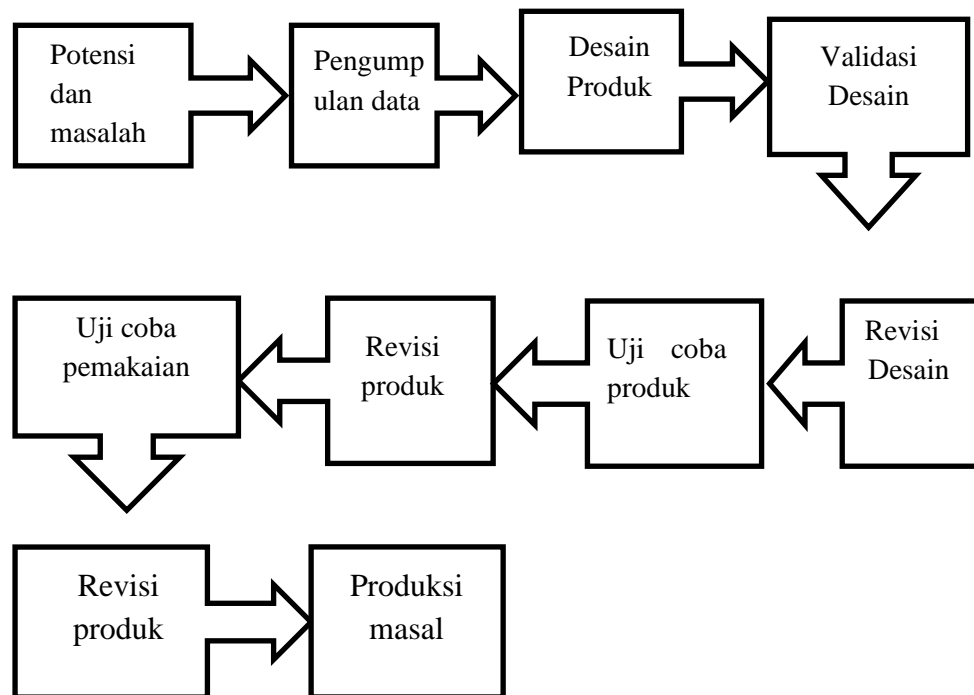 Potensi
dan
masalah
Pengump
ulan data
Desain
Produk
Validasi
Desain
Revisi
Desain
Uji coba
produk
Revisi
produk
Uji coba
pemakaian
Revisi
produk
Produksi
masal